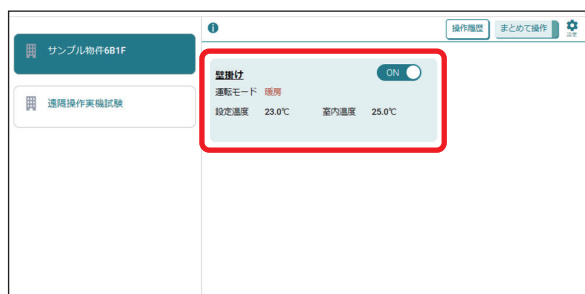 操作履歴
まとめて操作
設定
サンプル物件6B1F
遠隔操作実機試験
壁掛け
ON
運転モード 暖房
設定温度 23.0℃ 室内温度 25.0℃